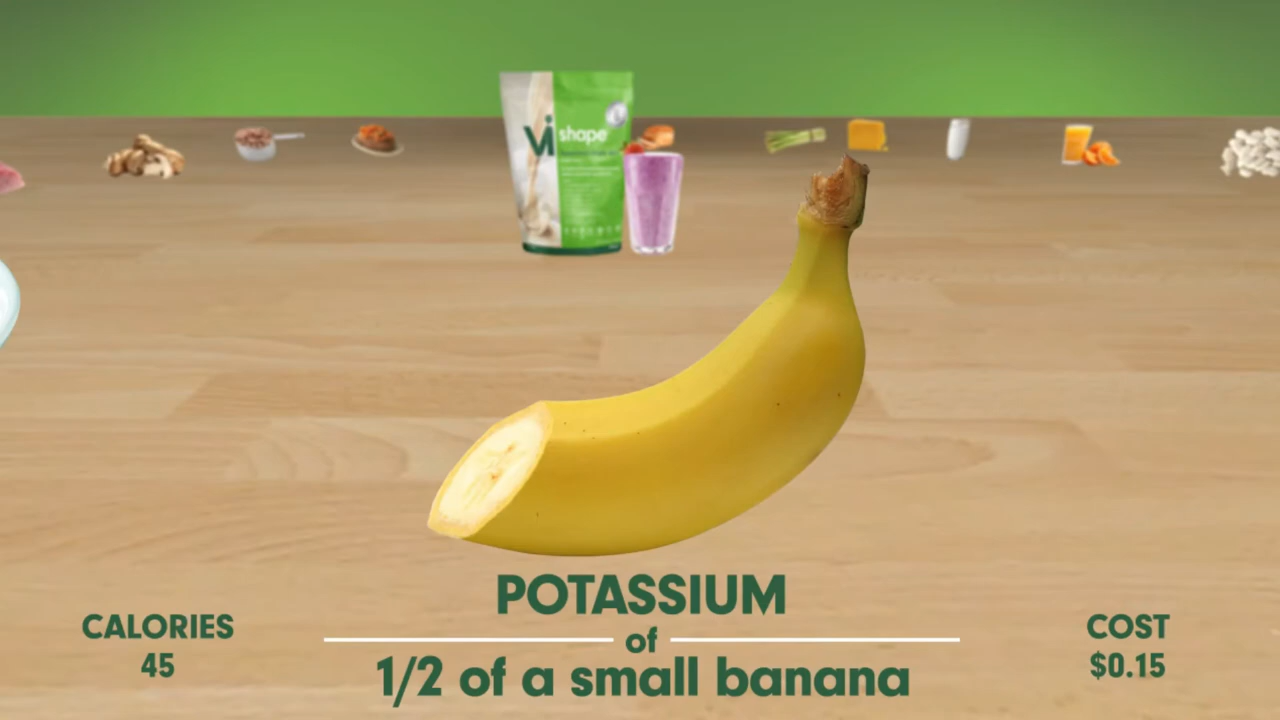 Vi shape
POTASSIUM
of
1/2 of a small banana
CALORIES
45
COST
$0.15